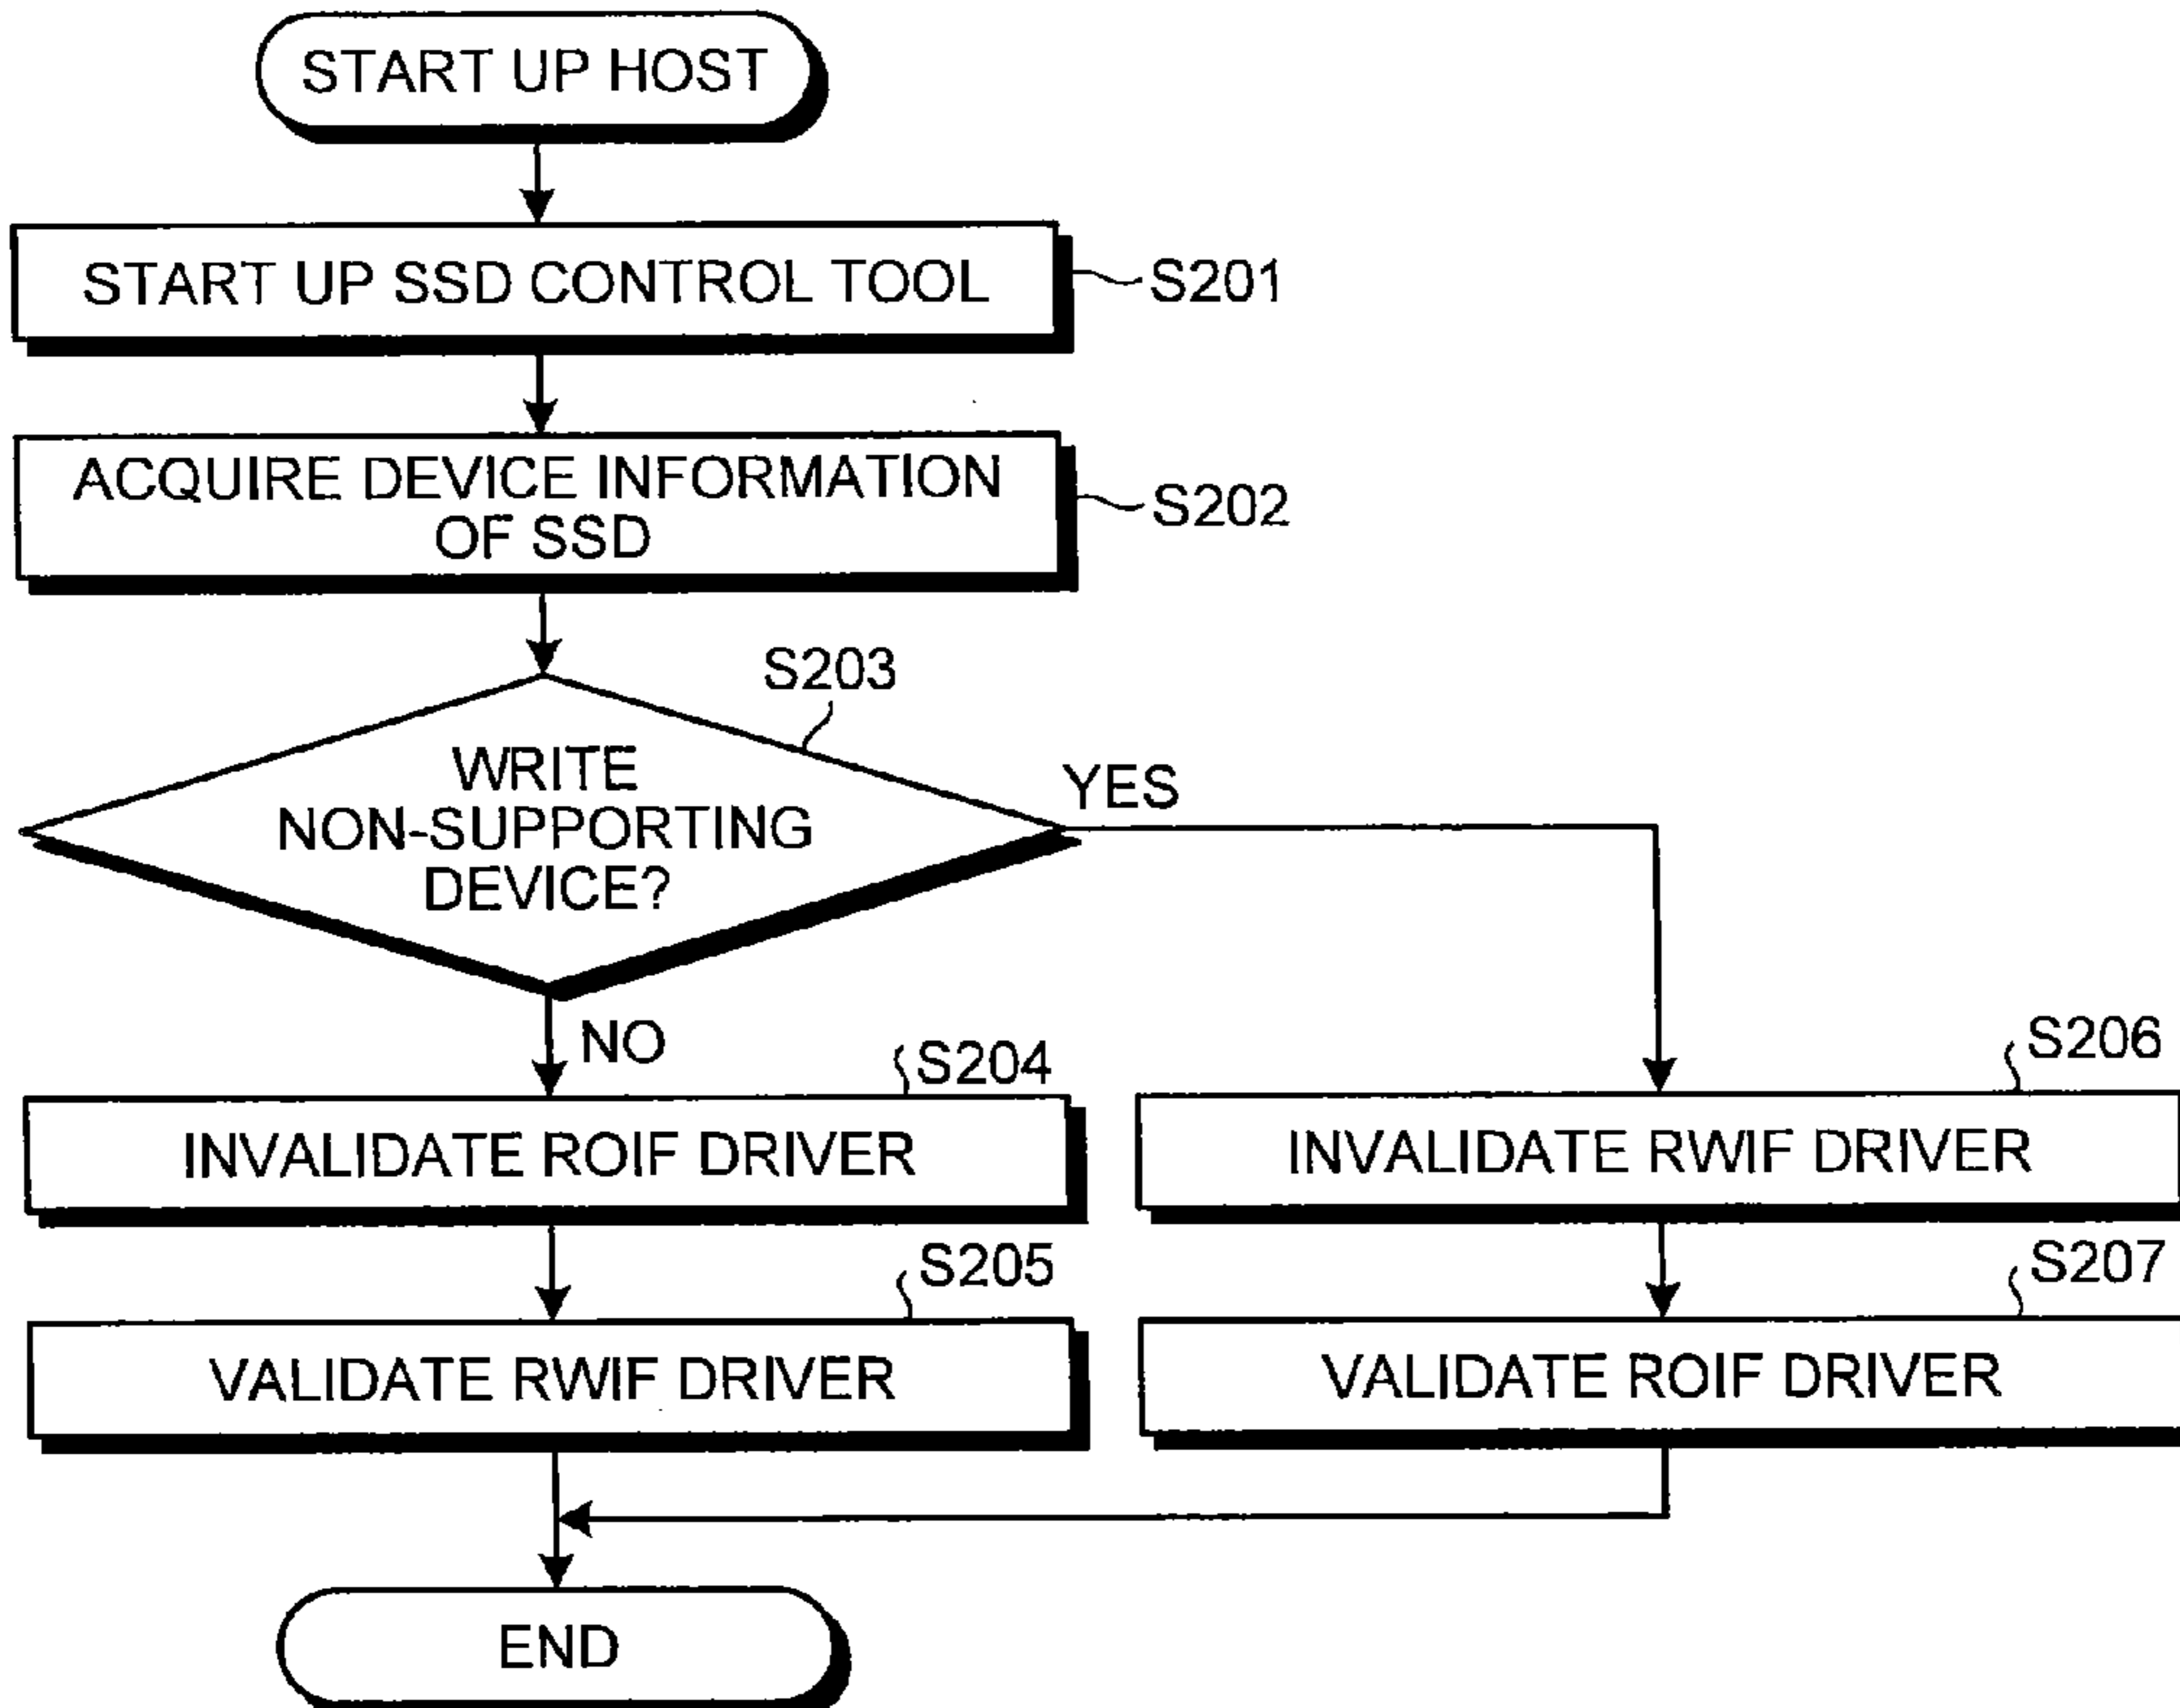 START UP HOST
START UP SSD CONTROL TOOL
S201
ACQUIRE DEVICE INFORMATION
OF SSD
S202
S203
WRITE
NON-SUPPORTING
DEVICE?
YES
NO
S204
INVALIDATE ROIF DRIVER
S206
INVALIDATE RWIF DRIVER
S205
VALIDATE RWIF DRIVER
S207
VALIDATE ROIF DRIVER
END